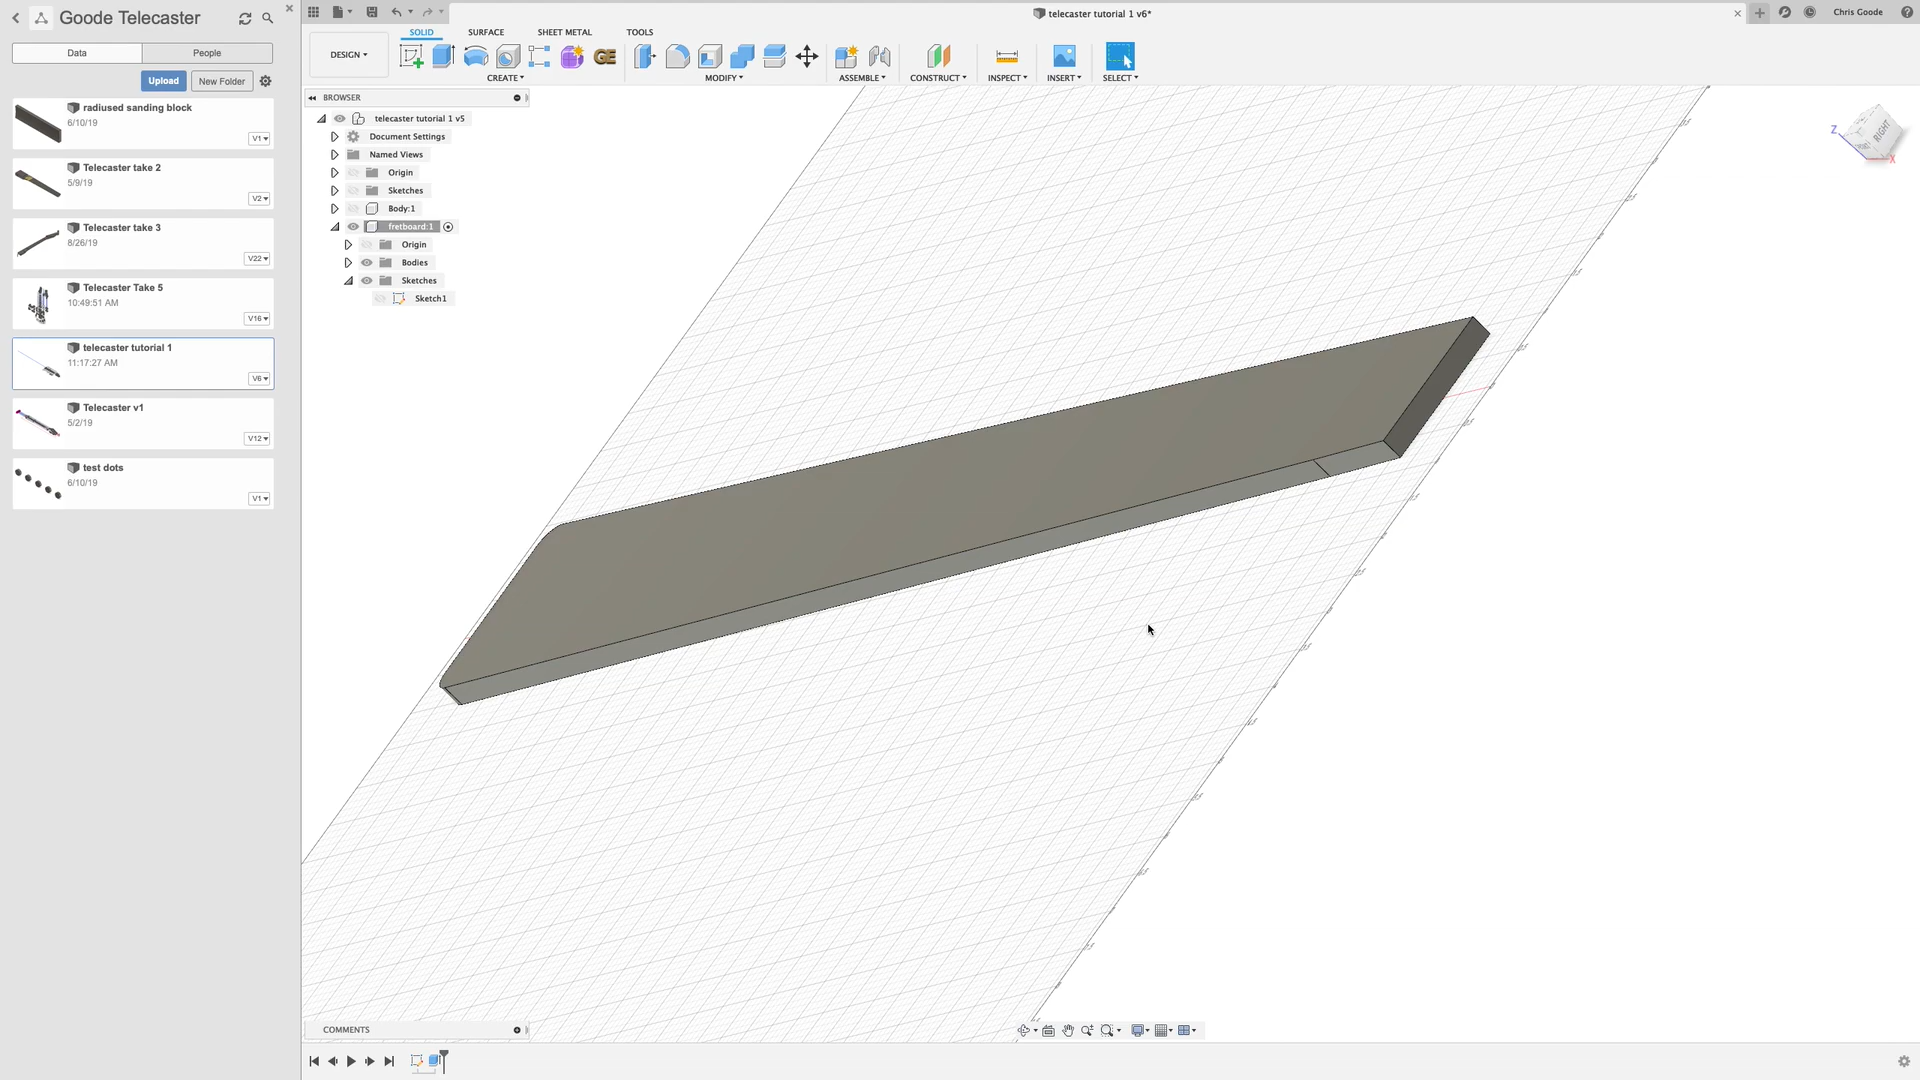 Goode Telecaster
Data
People
Upload
New Folder
radiused sanding block
6/10/19
V1
Telecaster take 2
5/9/19
V2
Telecaster take 3
8/26/19
V22
Telecaster Take 5
10:49:51 AM
V16
telecaster tutorial 1
11:17:27 AM
V6
Telecaster v1
5/2/19
V12
test dots
6/10/19
V1
telecaster tutorial 1 v6*
Chris Goode
DESIGN
SOLID
SURFACE
SHEET METAL
TOOLS
GE
CREATE
MODIFY
ASSEMBLE
CONSTRUCT
INSPECT
INSERT
SELECT
BROWSER
telecaster tutorial 1 v5
Document Settings
Named Views
Origin
Sketches
Body:1
fretboard:1
Origin
Bodies
Sketches
Sketch1
Z
RIGHT
X
COMMENTS